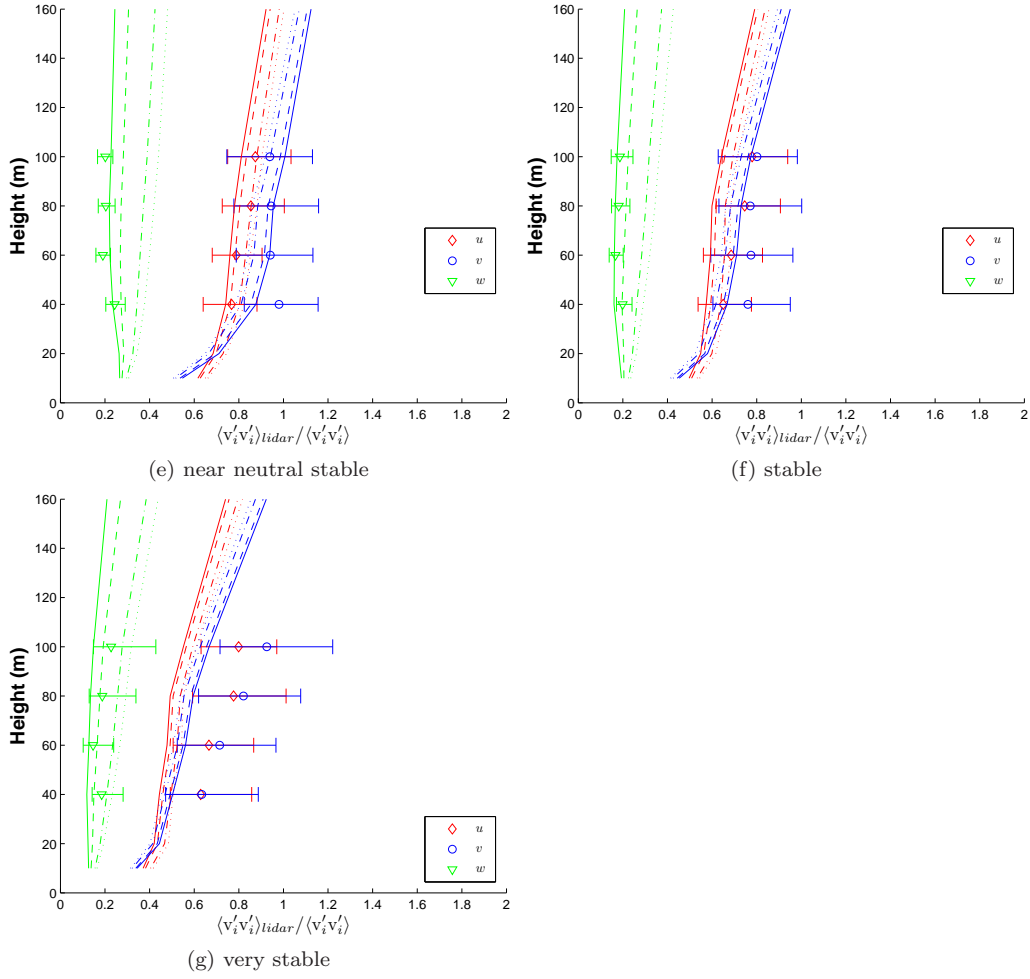 160
140
120
100
80
60
40
20
0
Height (m)
0 0.2 0.4 0.6 0.8 1 1.2 1.4 1.6 1.8 2
⟨v′ᵢv′ᵢ⟩lidar/⟨v′ᵢv′ᵢ⟩
u
v
w
(e) near neutral stable
160
140
120
100
80
60
40
20
0
Height (m)
0 0.2 0.4 0.6 0.8 1 1.2 1.4 1.6 1.8 2
⟨v′ᵢv′ᵢ⟩lidar/⟨v′ᵢv′ᵢ⟩
u
v
w
(f) stable
160
140
120
100
80
60
40
20
0
Height (m)
0 0.2 0.4 0.6 0.8 1 1.2 1.4 1.6 1.8 2
⟨v′ᵢv′ᵢ⟩lidar/⟨v′ᵢv′ᵢ⟩
u
v
w
(g) very stable